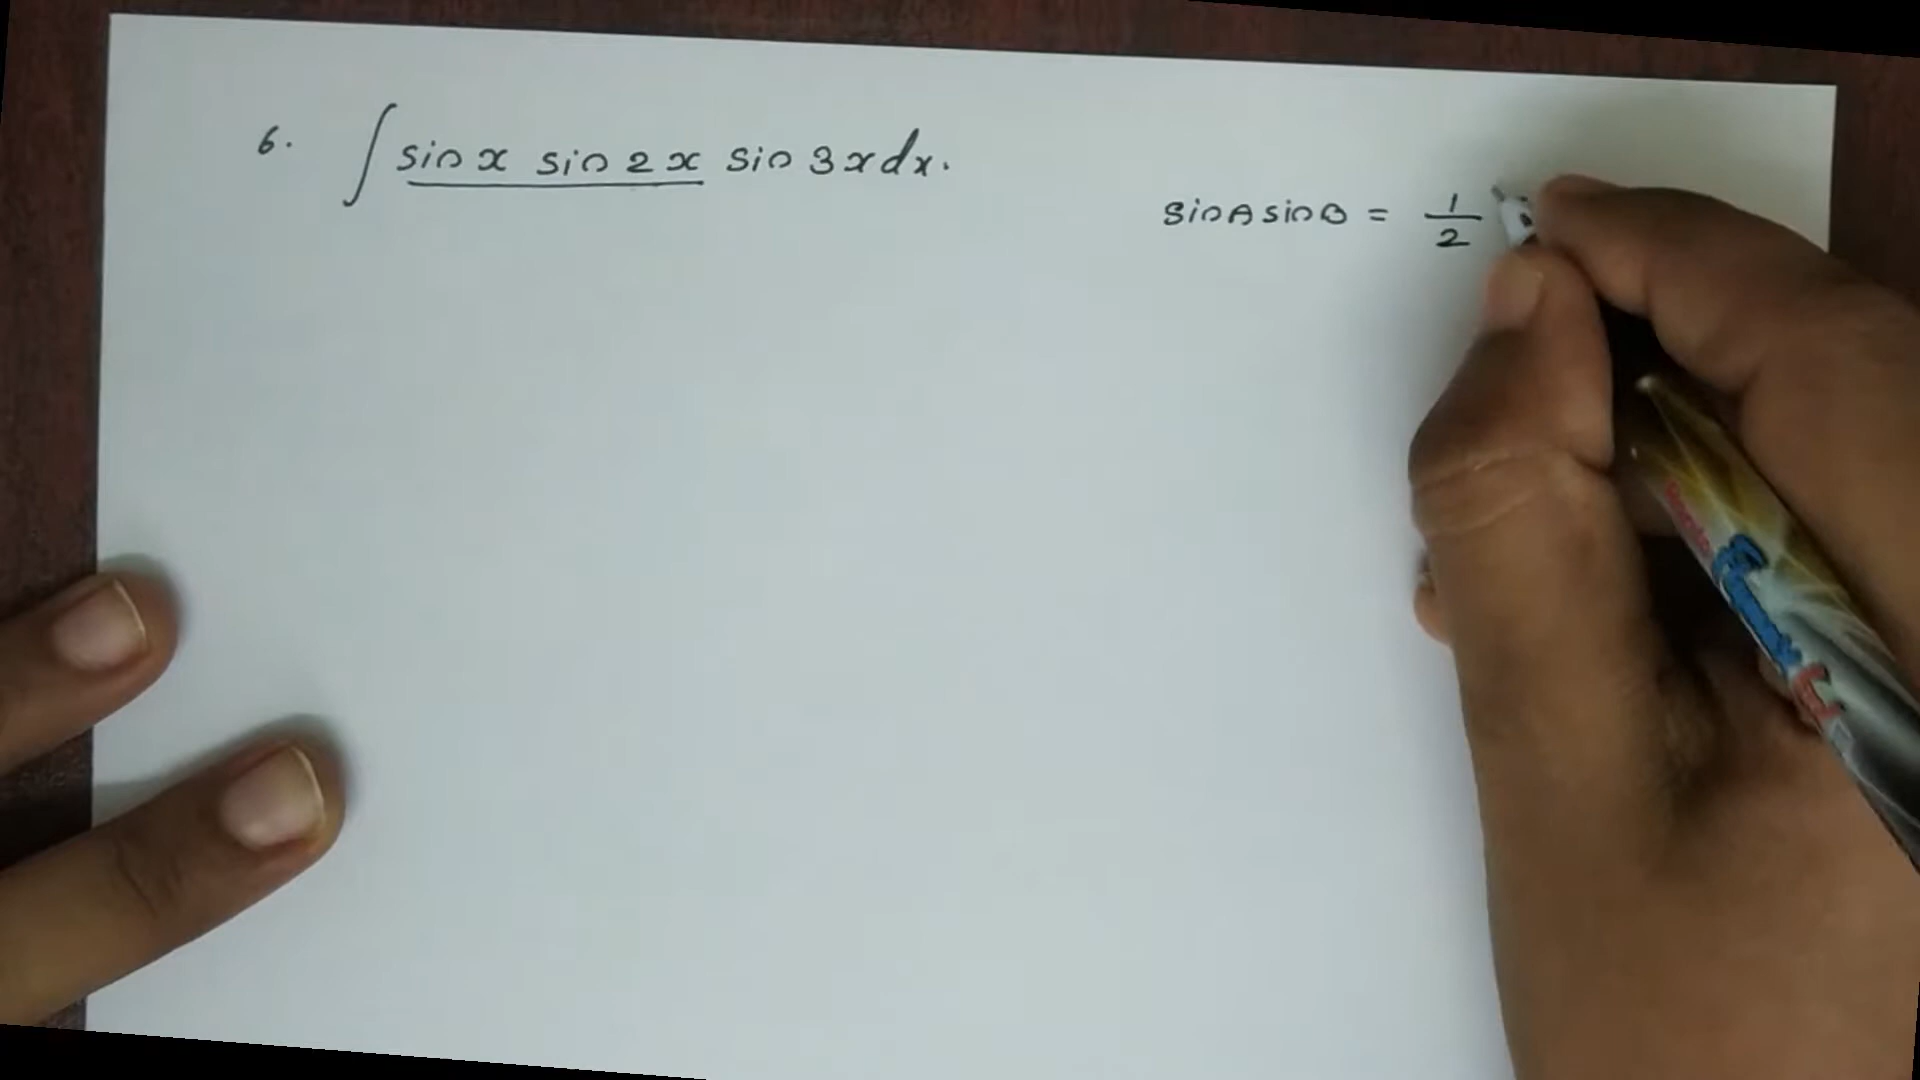 6. ∫ sin x sin 2x sin 3x dx.
sin A sin B = 1/2